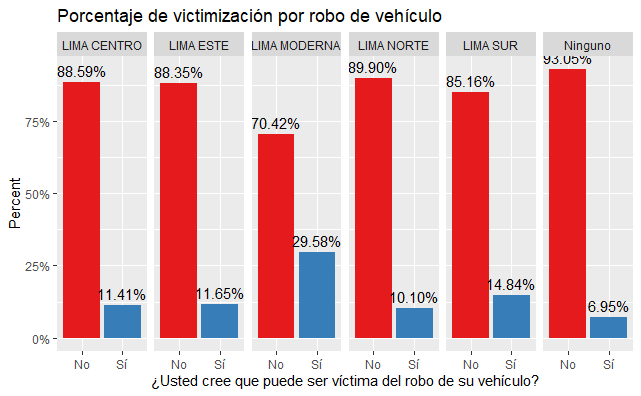 Porcentaje de victimización por robo de vehículo
LIMA CENTRO LIMA ESTE LIMA MODERNA LIMA NORTE LIMA SUR Ninguno
88.59% 88.35% 70.42% 89.90% 85.16% 93.05%
11.41% 11.65% 29.58% 10.10% 14.84% 6.95%
Percent
75%
50%
25%
0%
No Sí No Sí No Sí No Sí No Sí No Sí
¿Usted cree que puede ser víctima del robo de su vehículo?